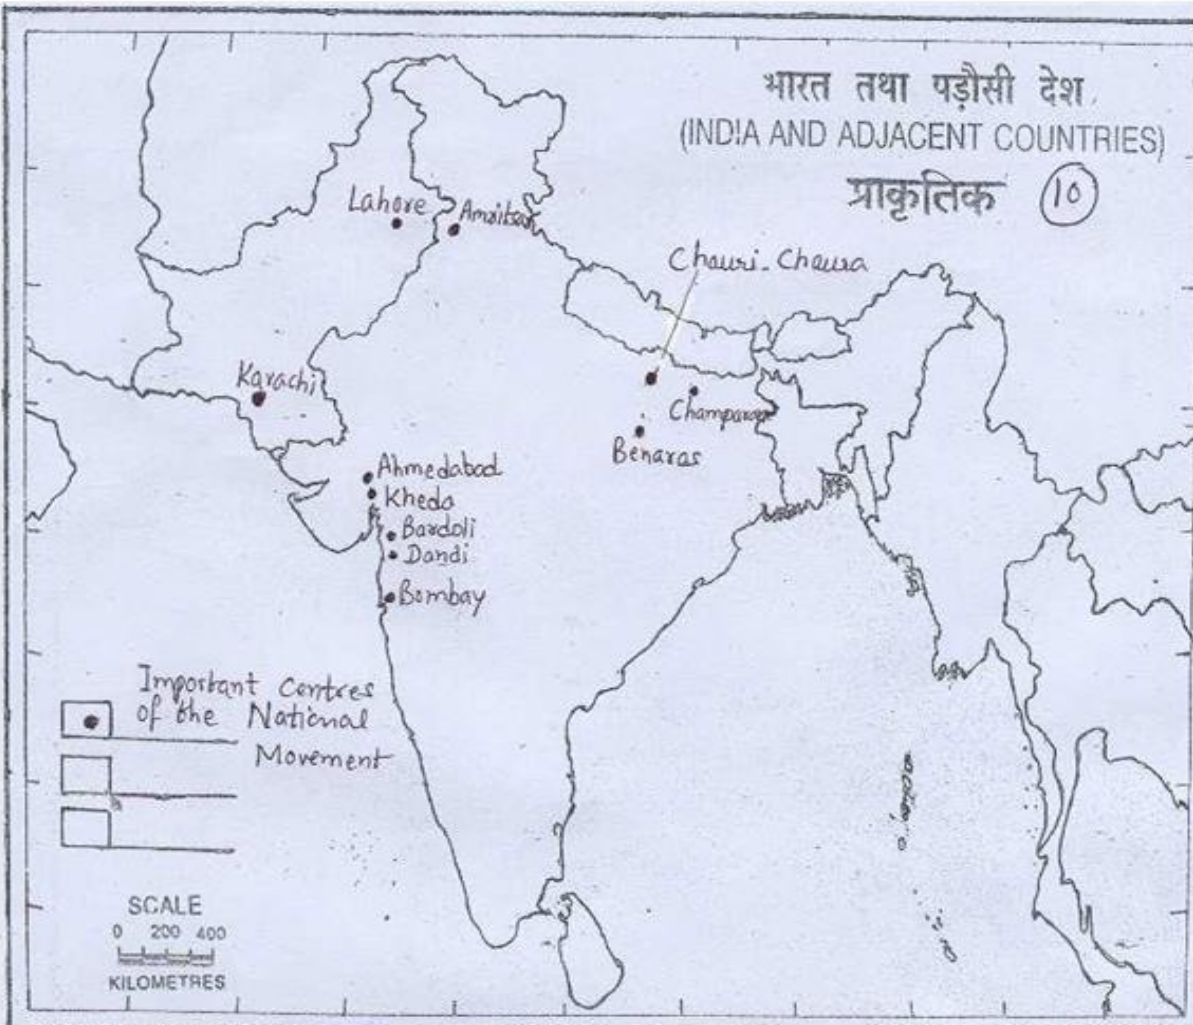 भारत तथा पड़ौसी देश
(INDIA AND ADJACENT COUNTRIES)
प्राकृतिक 10
Lahore
Amritsar
Chauri-Chaura
Karachi
Champaran
Benaras
Ahmedabad
Kheda
Bardoli
Dandi
Bombay
Important Centres
of the National
Movement
SCALE
0 200 400
KILOMETRES